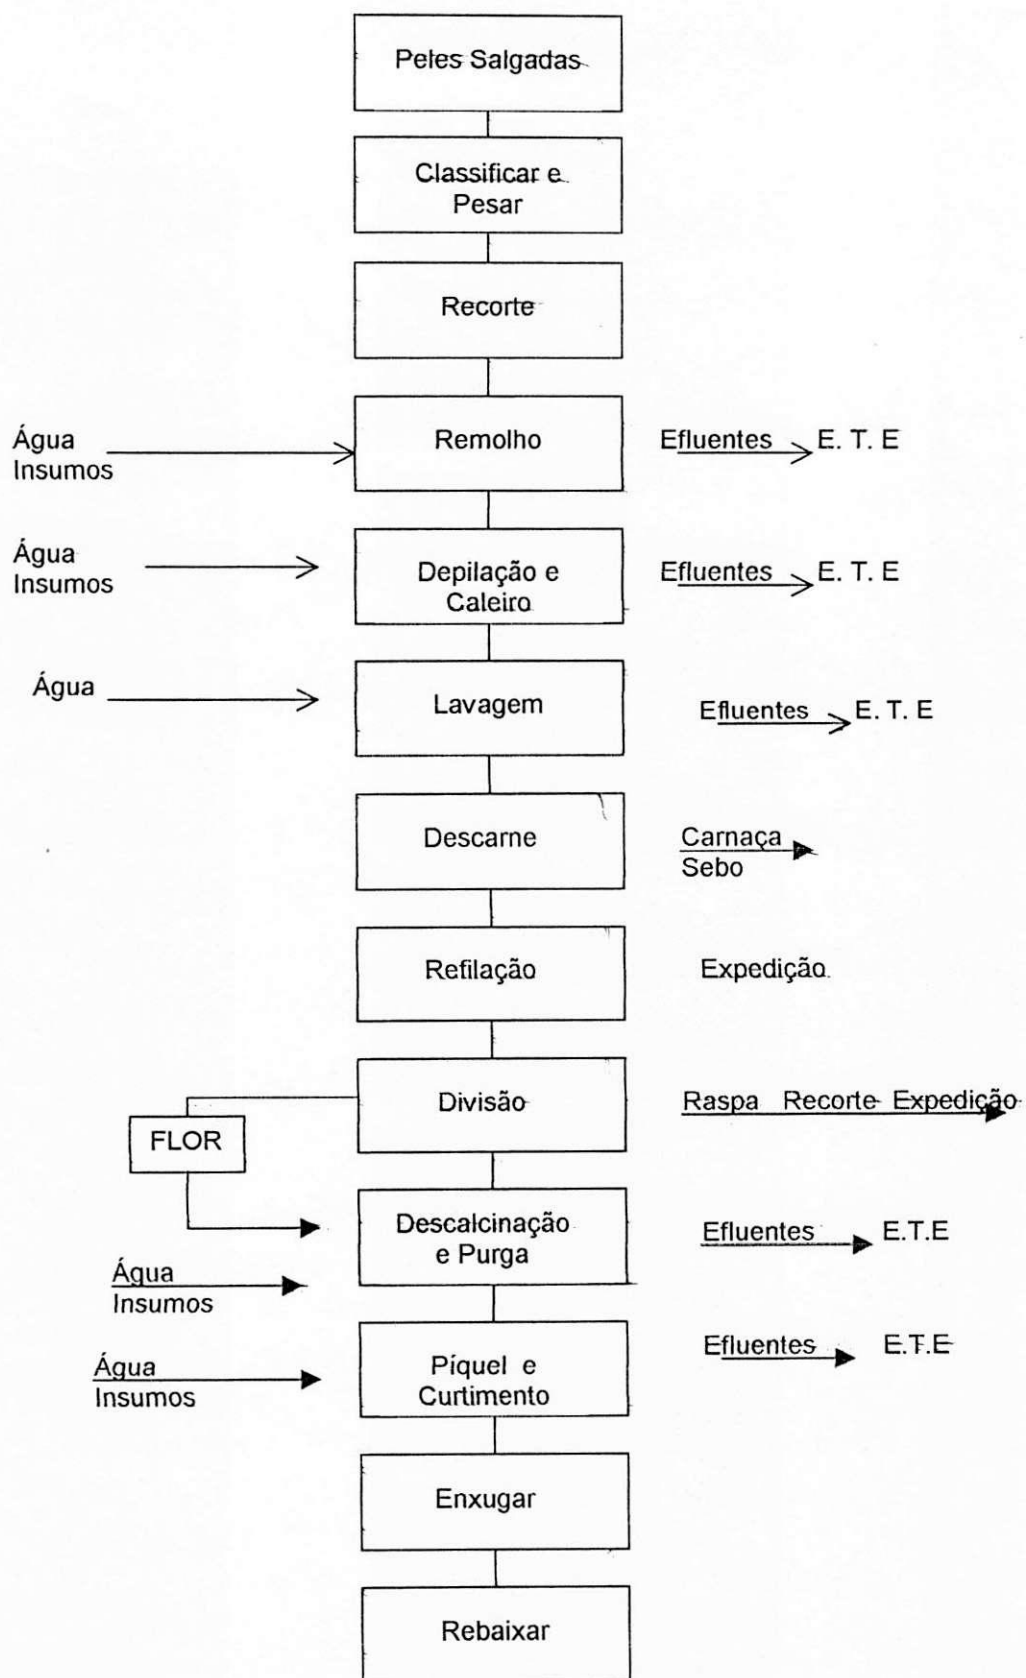 Peles Salgadas
Classificar e
Pesar
Recorte
Água
Insumos
Remolho
Efluentes
E. T. E
Água
Insumos
Depilação e
Caleiro
Efluentes
E. T. E
Água
Lavagem
Efluentes
E. T. E
Descarne
Carnaça
Sebo
Refilação
Expedição
Divisão
Raspa Recorte Expedição
FLOR
Descalcinação
e Purga
Efluentes
E.T.E
Água
Insumos
Píquel e
Curtimento
Efluentes
E.T.E
Água
Insumos
Enxugar
Rebaixar